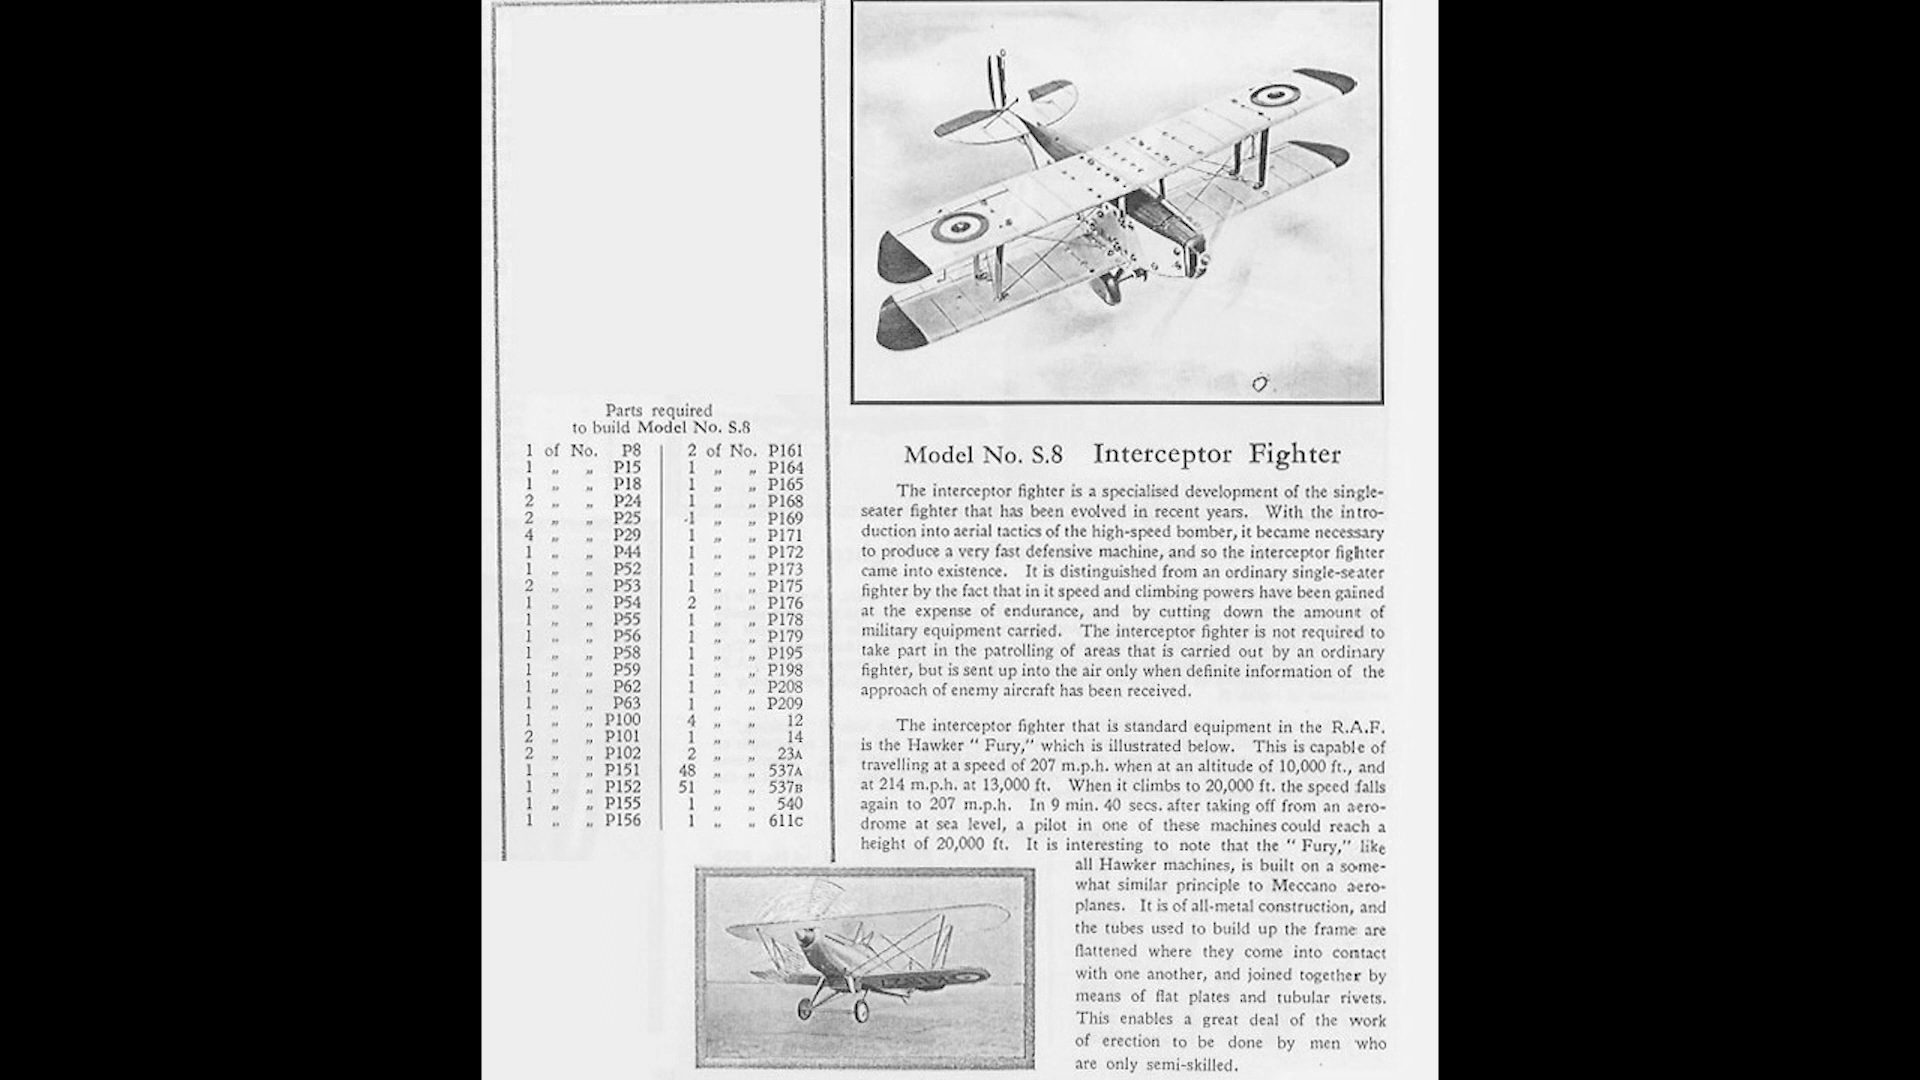 Parts required
to build Model No. S.8
1 of No. P8 2 of No. P161
1 „ „ P15 1 „ „ P164
1 „ „ P18 1 „ „ P165
2 „ „ P24 1 „ „ P168
2 „ „ P25 1 „ „ P169
4 „ „ P29 1 „ „ P171
1 „ „ P44 1 „ „ P172
1 „ „ P52 1 „ „ P173
2 „ „ P53 1 „ „ P175
1 „ „ P54 2 „ „ P176
1 „ „ P55 1 „ „ P178
1 „ „ P56 1 „ „ P179
1 „ „ P58 1 „ „ P195
1 „ „ P59 1 „ „ P198
1 „ „ P62 1 „ „ P208
1 „ „ P63 1 „ „ P209
1 „ „ P100 4 „ „ 12
2 „ „ P101 1 „ „ 14
2 „ „ P102 2 „ „ 23A
1 „ „ P151 48 „ „ 537A
1 „ „ P152 51 „ „ 537B
1 „ „ P155 1 „ „ 540
1 „ „ P156 1 „ „ 611C
Model No. S.8 Interceptor Fighter
The interceptor fighter is a specialised development of the single-
seater fighter that has been evolved in recent years. With the intro-
duction into aerial tactics of the high-speed bomber, it became necessary
to produce a very fast defensive machine, and so the interceptor fighter
came into existence. It is distinguished from an ordinary single-seater
fighter by the fact that in it speed and climbing powers have been gained
at the expense of endurance, and by cutting down the amount of
military equipment carried. The interceptor fighter is not required to
take part in the patrolling of areas that is carried out by an ordinary
fighter, but is sent up into the air only when definite information of the
approach of enemy aircraft has been received.
The interceptor fighter that is standard equipment in the R.A.F.
is the Hawker “ Fury,” which is illustrated below. This is capable of
travelling at a speed of 207 m.p.h. when at an altitude of 10,000 ft., and
at 214 m.p.h. at 13,000 ft. When it climbs to 20,000 ft. the speed falls
again to 207 m.p.h. In 9 min. 40 secs. after taking off from an aero-
drome at sea level, a pilot in one of these machines could reach a
height of 20,000 ft. It is interesting to note that the “ Fury,” like
all Hawker machines, is built on a some-
what similar principle to Meccano aero-
planes. It is of all-metal construction, and
the tubes used to build up the frame are
flattened where they come into contact
with one another, and joined together by
means of flat plates and tubular rivets.
This enables a great deal of the work
of erection to be done by men who
are only semi-skilled.